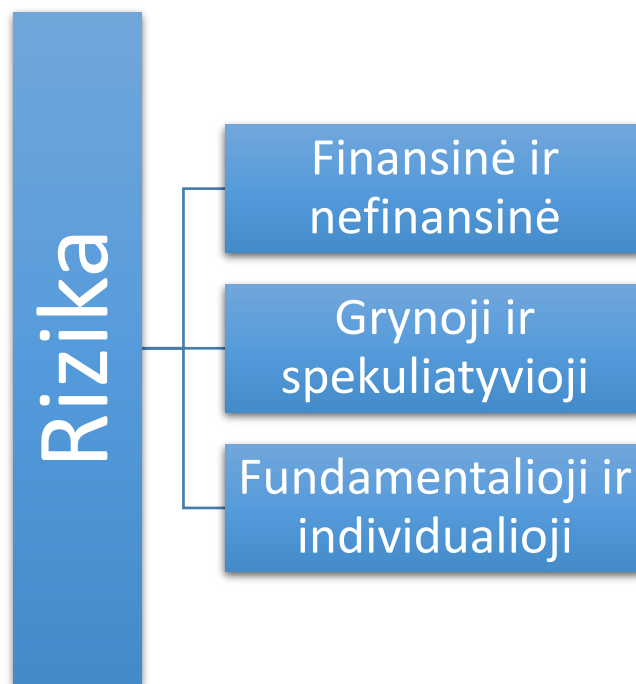 Rizika
Finansinė ir
nefinansinė
Grynoji ir
spekuliatyvioji
Fundamentalioji ir
individualioji